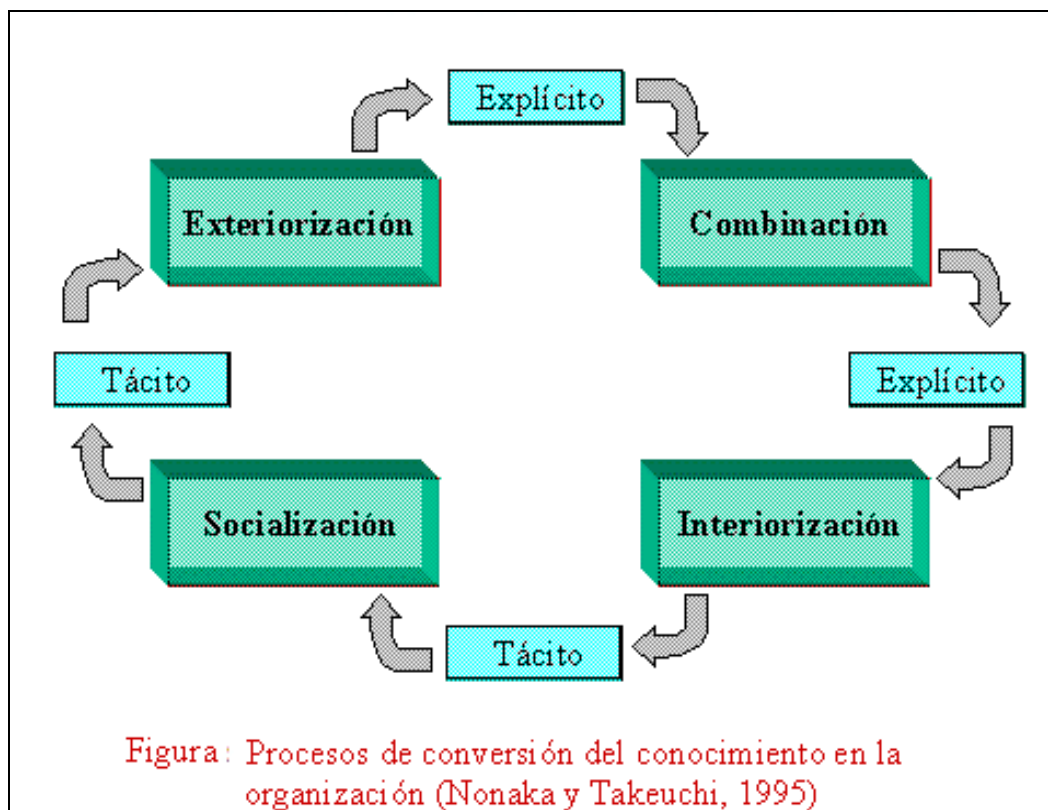 Explícito
Exteriorización
Combinación
Tácito
Explícito
Socialización
Interiorización
Tácito
Figura: Procesos de conversión del conocimiento en la
organización (Nonaka y Takeuchi, 1995)